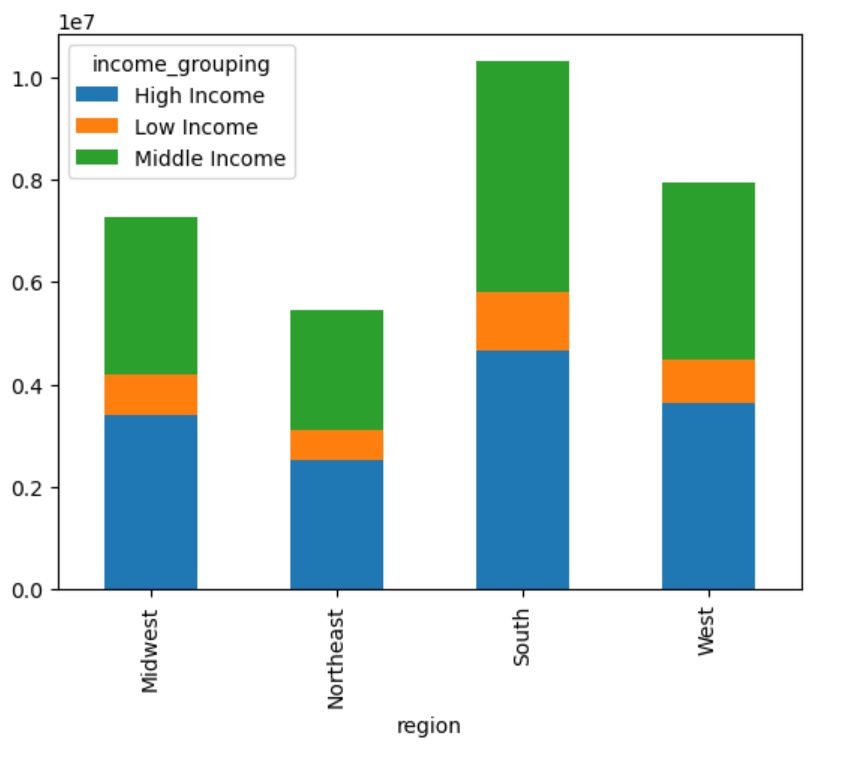 1e7
income_grouping
High Income
Low Income
Middle Income
1.0
0.8
0.6
0.4
0.2
0.0
Midwest
Northeast
South
West
region